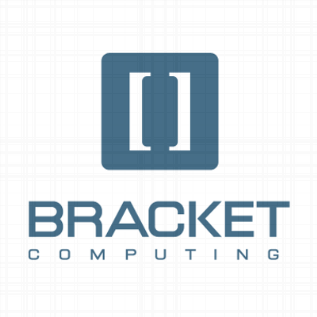 [ ]
BRACKET
COMPUTING